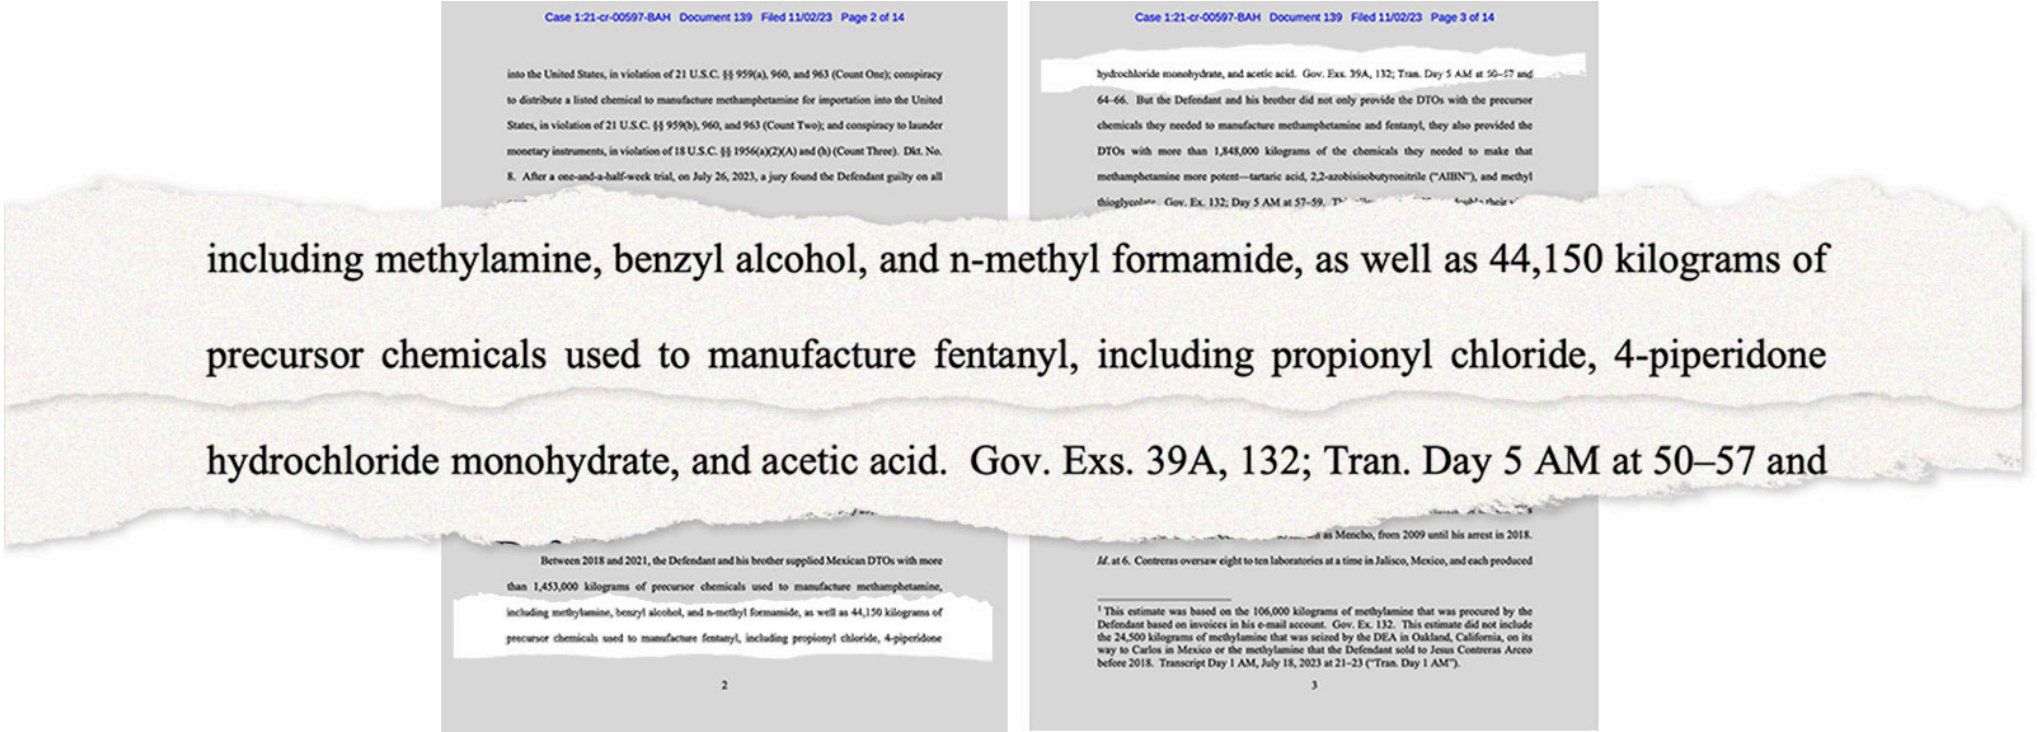 Case 1:21-cr-00597-BAH Document 139 Filed 11/02/23 Page 2 of 14
into the United States, in violation of 21 U.S.C. §§ 959(a), 960, and 963 (Count One); conspiracy
to distribute a listed chemical to manufacture methamphetamine for importation into the United
States, in violation of 21 U.S.C. §§ 959(b), 960, and 963 (Count Two); and conspiracy to launder
monetary instruments, in violation of 18 U.S.C. §§ 1956(a)(2)(A) and (h) (Count Three). Dkt. No.
8. After a one-and-a-half-week trial, on July 26, 2023, a jury found the Defendant guilty on all
Case 1:21-cr-00597-BAH Document 139 Filed 11/02/23 Page 3 of 14
hydrochloride monohydrate, and acetic acid. Gov. Exs. 39A, 132; Tran. Day 5 AM at 50–57 and
64–66. But the Defendant and his brother did not only provide the DTOs with the precursor
chemicals they needed to manufacture methamphetamine and fentanyl, they also provided the
DTOs with more than 1,848,000 kilograms of the chemicals they needed to make that
methamphetamine more potent—tartaric acid, 2,2-azobisisobutyronitrile ("AIBN"), and methyl
thioglycolate. Gov. Ex. 132; Day 5 AM at 57–59. their
including methylamine, benzyl alcohol, and n-methyl formamide, as well as 44,150 kilograms of
precursor chemicals used to manufacture fentanyl, including propionyl chloride, 4-piperidone
hydrochloride monohydrate, and acetic acid. Gov. Exs. 39A, 132; Tran. Day 5 AM at 50–57 and
Between 2018 and 2021, the Defendant and his brother supplied Mexican DTOs with more
than 1,453,000 kilograms of precursor chemicals used to manufacture methamphetamine,
including methylamine, benzyl alcohol, and n-methyl formamide, as well as 44,150 kilograms of
precursor chemicals used to manufacture fentanyl, including propionyl chloride, 4-piperidone
2
as Mencho, from 2009 until his arrest in 2018.
Id. at 6. Contreras oversaw eight to ten laboratories at a time in Jalisco, Mexico, and each produced
1 This estimate was based on the 106,000 kilograms of methylamine that was procured by the
Defendant based on invoices in his e-mail account. Gov. Ex. 132. This estimate did not include
the 24,500 kilograms of methylamine that was seized by the DEA in Oakland, California, on its
way to Carlos in Mexico or the methylamine that the Defendant sold to Jesus Contreras Arceo
before 2018. Transcript Day 1 AM, July 18, 2023 at 21–23 ("Tran. Day 1 AM").
3